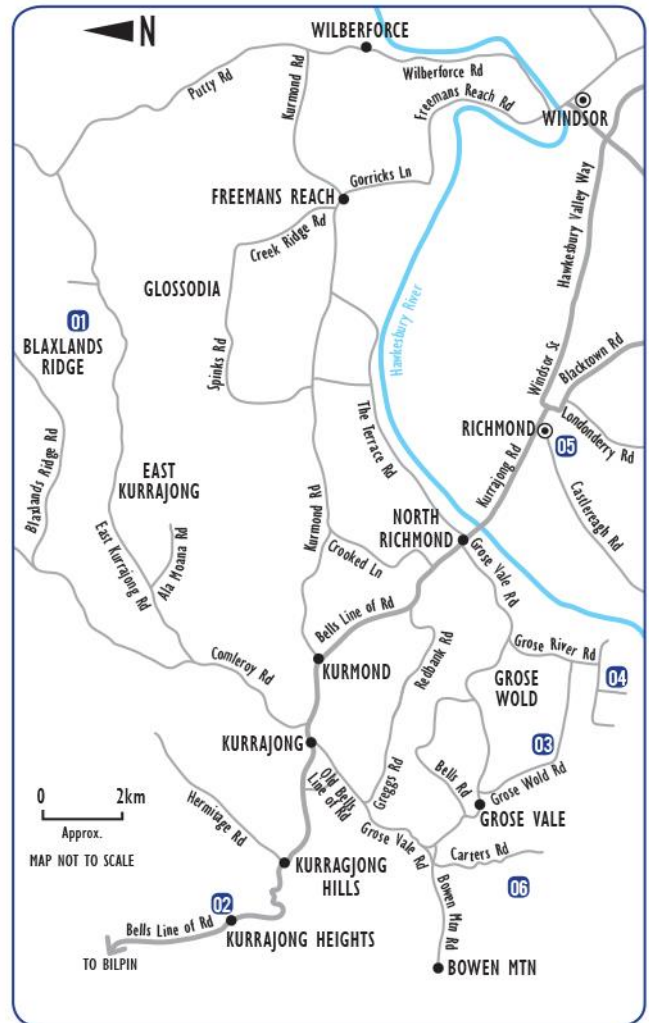 N
WILBERFORCE
Putty Rd
Kurmond Rd
Wilberforce Rd
Freemans Reach Rd
WINDSOR
Gorricks Ln
FREEMANS REACH
Hawkesbury Valley Way
Creek Ridge Rd
GLOSSODIA
01
BLAXLANDS
RIDGE
Spinks Rd
Hawkesbury River
Windsor St
Blacktown Rd
The Terrace Rd
RICHMOND
05
Londonderry Rd
Blaxlands Ridge Rd
EAST
KURRAJONG
Kurrajong Rd
Castlereagh Rd
East Kurrajong Rd
Ala Moana Rd
Kurmond Rd
NORTH
RICHMOND
Crooked Ln
Grose Vale Rd
Bells Line of Rd
Comleroy Rd
KURMOND
Redbank Rd
Grose River Rd
GROSE
WOLD
04
KURRAJONG
03
Old Bells
Line of Rd
Greggs Rd
Bells Rd
Grose Wold Rd
GROSE VALE
0
2km
Approx.
MAP NOT TO SCALE
Hermitage Rd
Grose Vale Rd
Carters Rd
KURRAGJONG
HILLS
06
Bowen Mtn Rd
02
Bells Line of Rd
KURRAJONG HEIGHTS
TO BILPIN
BOWEN MTN